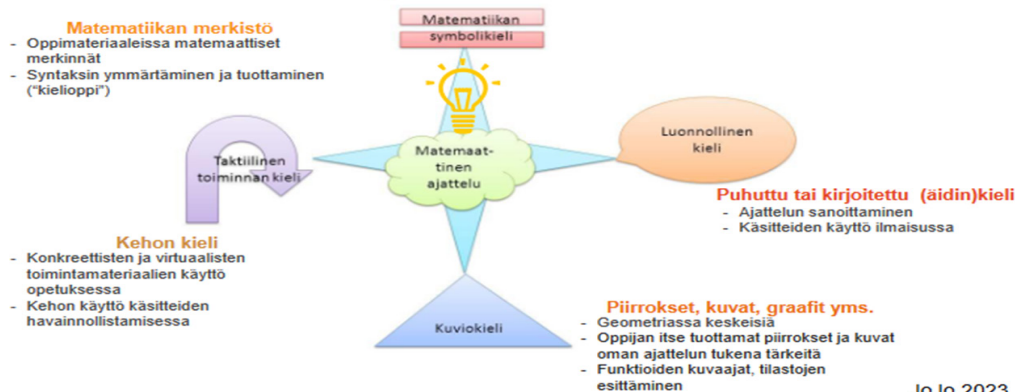 Matematiikan merkistö
- Oppimateriaaleissa matemaattiset
merkinnät
- Syntaksin ymmärtäminen ja tuottaminen
("kielioppi")
Matematiikan
symbolikieli
Taktiilinen
toiminnan kieli
Matemaat-
tinen
ajattelu
Luonnollinen
kieli
Puhuttu tai kirjoitettu (äidin)kieli
- Ajattelun sanoittaminen
- Käsitteiden käyttö ilmaisussa
Kehon kieli
- Konkreettisten ja virtuaalisten
toimintamateriaalien käyttö
opetuksessa
- Kehon käyttö käsitteiden
havainnollistamisessa
Kuviokieli
Piirrokset, kuvat, graafit yms.
- Geometriassa keskeisiä
- Oppijan itse tuottamat piirrokset ja kuvat
oman ajattelun tukena tärkeitä
- Funktioiden kuvaajat, tilastojen
esittäminen
JoJo 2023